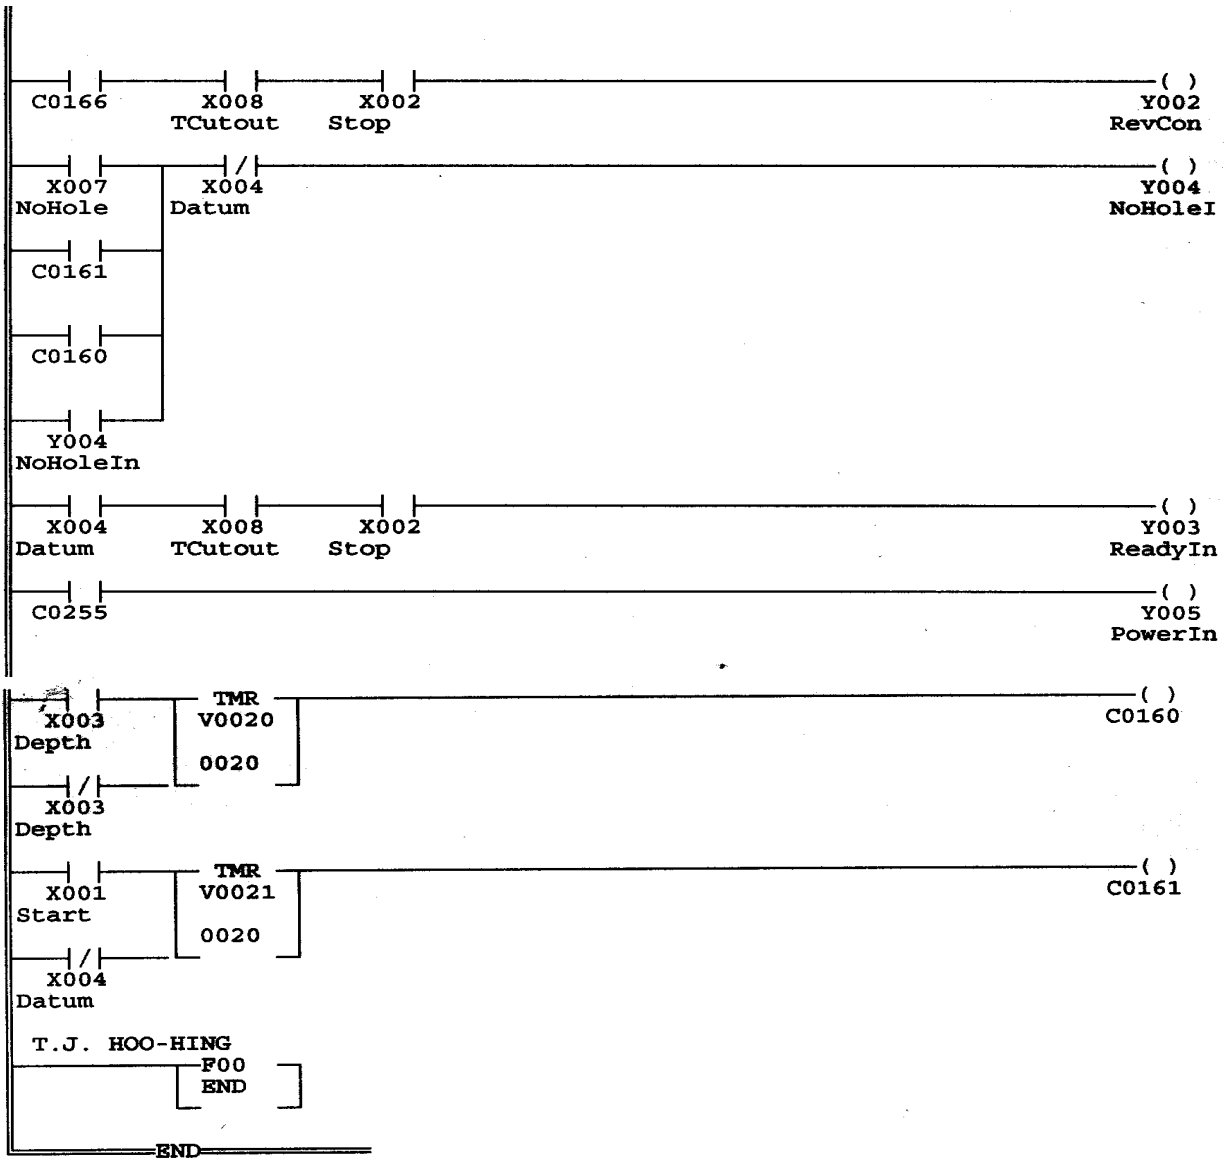 ( )
C0166 X008 X002 Y002
TCutout Stop RevCon
/ ( )
X007 X004 Y004
NoHole Datum NoHoleI
C0161
C0160
Y004
NoHoleIn
( )
X004 X008 X002 Y003
Datum TCutout Stop ReadyIn
( )
C0255 Y005
PowerIn
TMR ( )
X003 V0020 C0160
Depth
0020
/
X003
Depth
TMR ( )
X001 V0021 C0161
Start
0020
/
X004
Datum
T.J. HOO-HING
F00
END
END